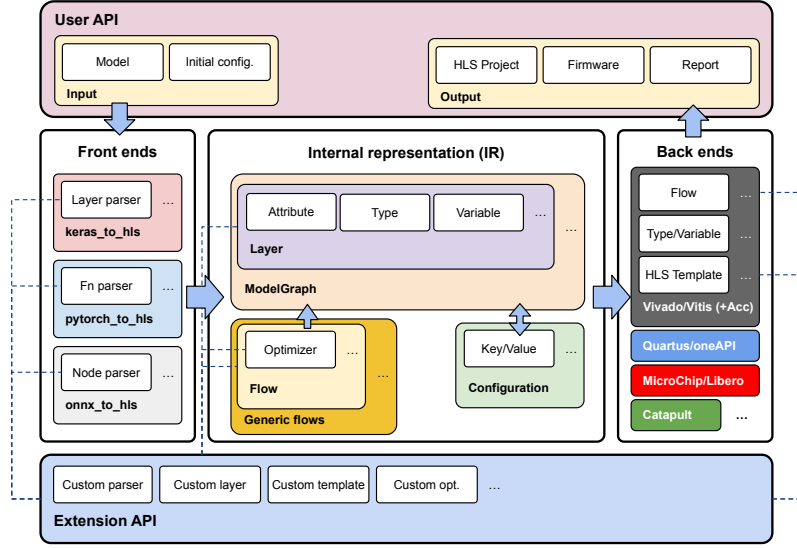 User API
Model
Initial config.
Input
HLS Project
Firmware
Report
Output
Front ends
Layer parser
...
keras_to_hls
Fn parser
...
pytorch_to_hls
Node parser
...
onnx_to_hls
Internal representation (IR)
Attribute
Type
Variable
...
Layer
...
ModelGraph
Optimizer
...
Flow
...
Generic flows
Key/Value
...
Configuration
Back ends
Flow
...
Type/Variable
...
HLS Template
...
Vivado/Vitis (+Acc)
Quartus/oneAPI
MicroChip/Libero
Catapult
...
Custom parser
Custom layer
Custom template
Custom opt.
...
Extension API